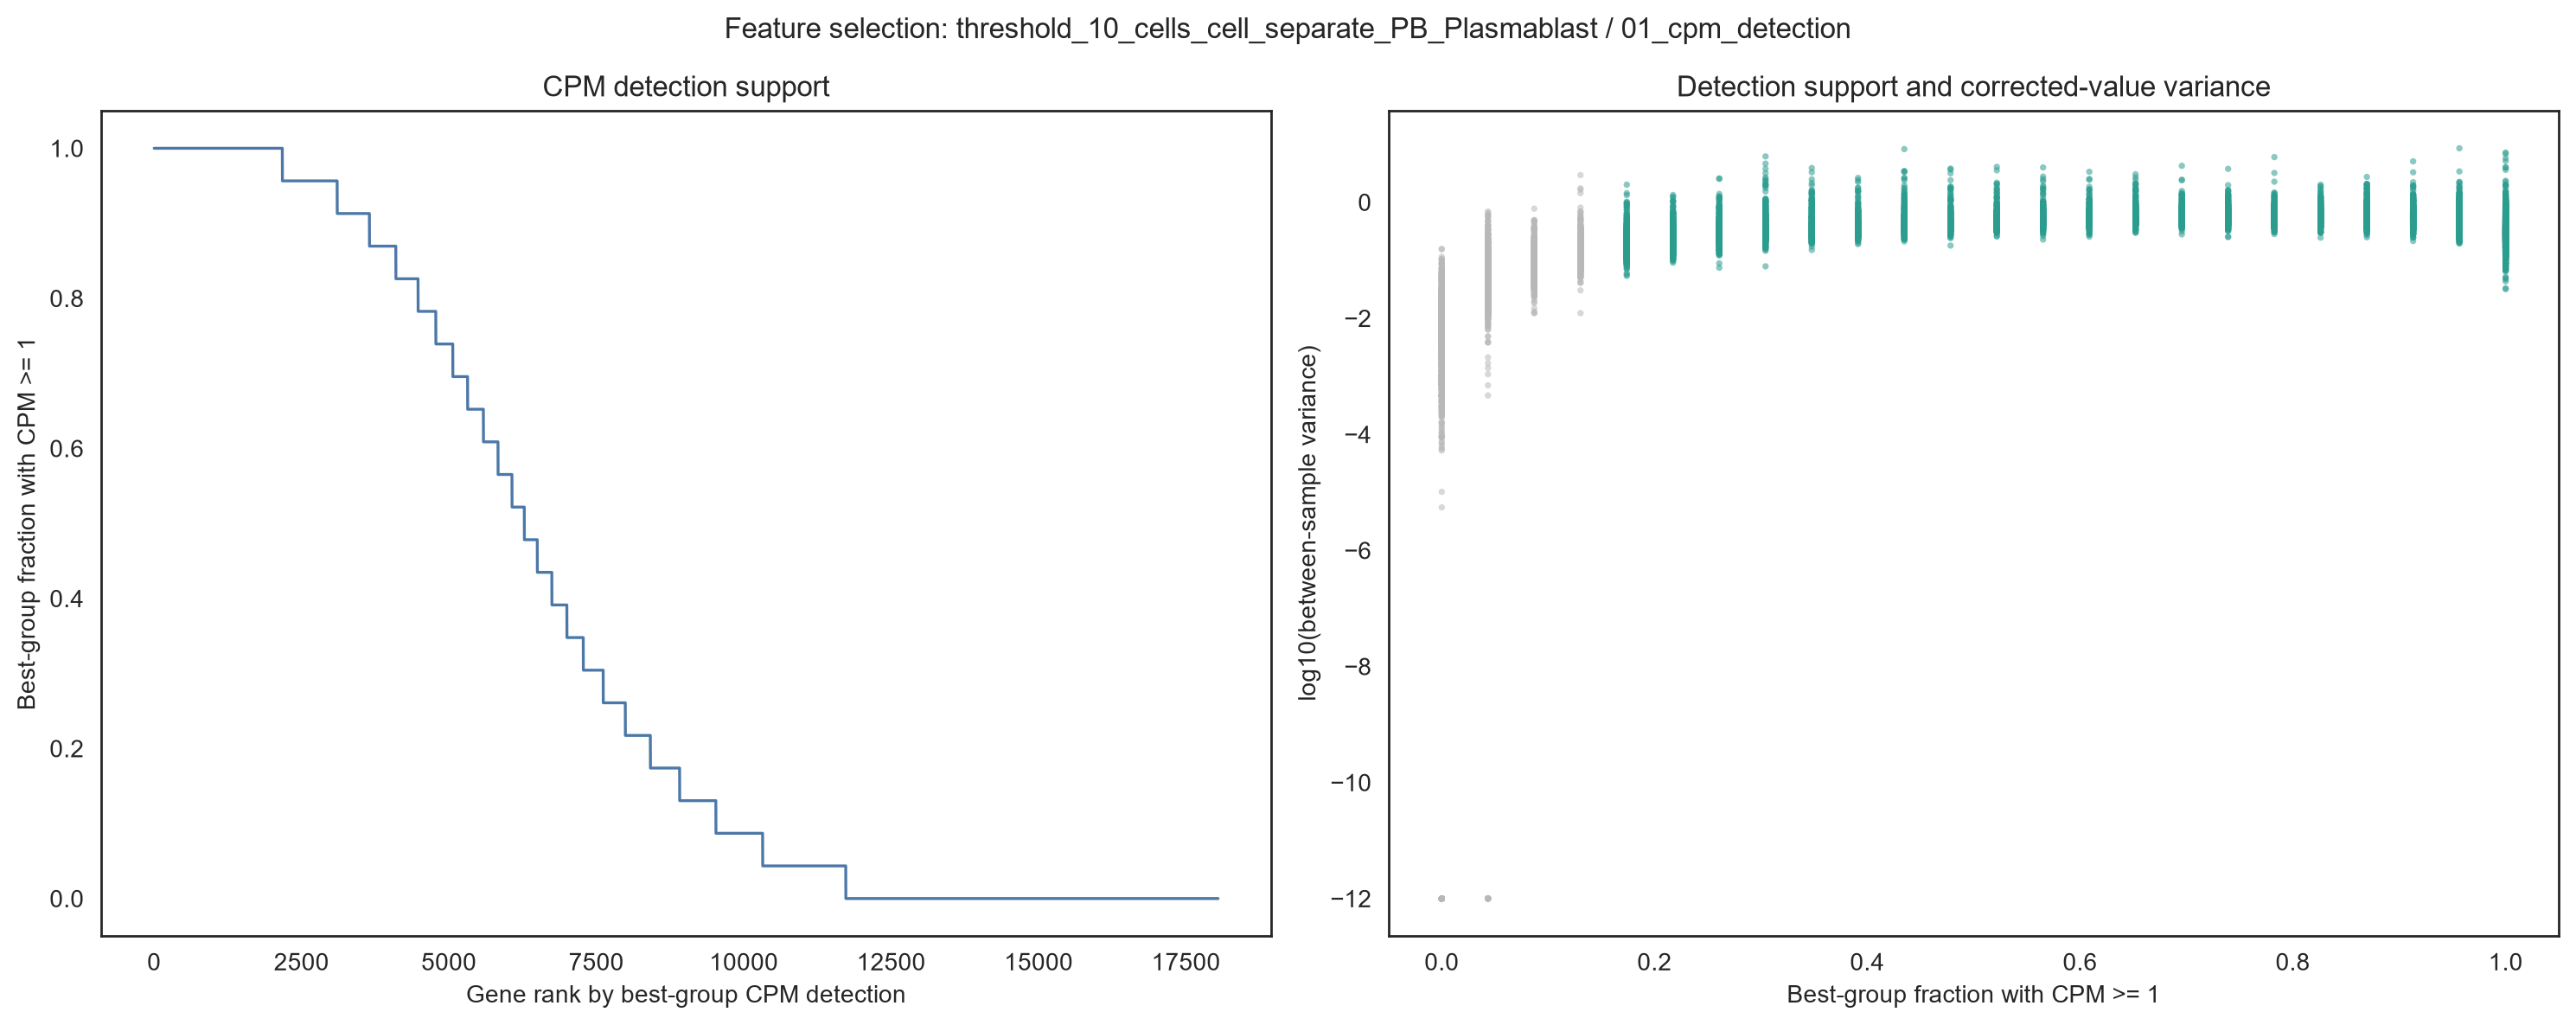 Feature selection: threshold_10_cells_cell_separate_PB_Plasmablast / 01_cpm_detection
CPM detection support
Best-group fraction with CPM >= 1
1.0
0.8
0.6
0.4
0.2
0.0
0 2500 5000 7500 10000 12500 15000 17500
Gene rank by best-group CPM detection
Detection support and corrected-value variance
log10(between-sample variance)
0
−2
−4
−6
−8
−10
−12
0.0 0.2 0.4 0.6 0.8 1.0
Best-group fraction with CPM >= 1